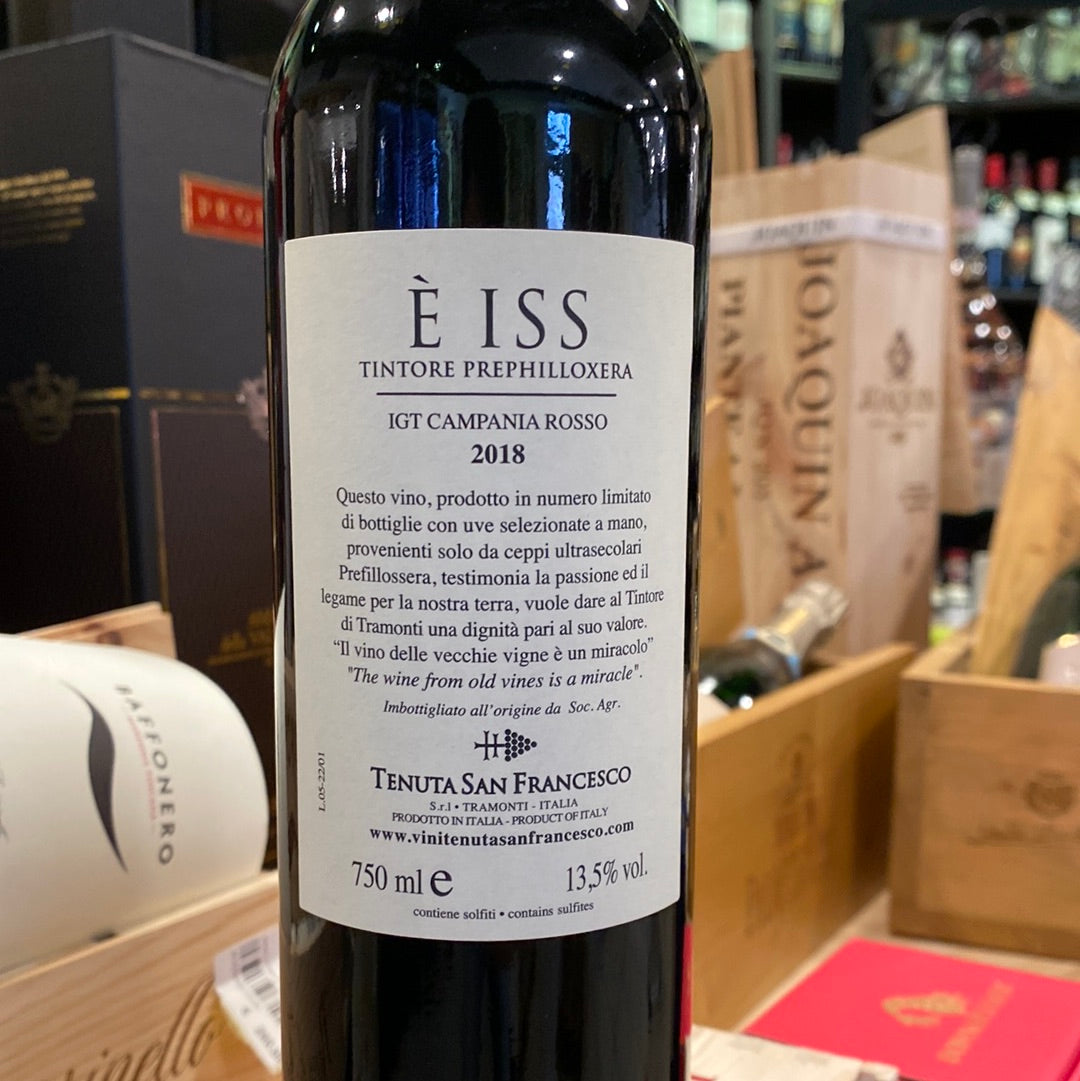 È ISS
TINTORE PREPHILLOXERA
IGT CAMPANIA ROSSO
2018
Questo vino, prodotto in numero limitato
di bottiglie con uve selezionate a mano,
provenienti solo da ceppi ultrasecolari
Prefillossera, testimonia la passione ed il
legame per la nostra terra, vuole dare al Tintore
di Tramonti una dignità pari al suo valore.
“Il vino delle vecchie vigne è un miracolo”
"The wine from old vines is a miracle".
Imbottigliato all'origine da Soc. Agr.
TENUTA SAN FRANCESCO
S.r.l • TRAMONTI - ITALIA
PRODOTTO IN ITALIA - PRODUCT OF ITALY
www.vinitenutasanfrancesco.com
750 ml e 13,5% vol.
contiene solfiti • contains sulfites
L.05-22/01
BAFFONERO
JOAQUIN
JOAQUIN